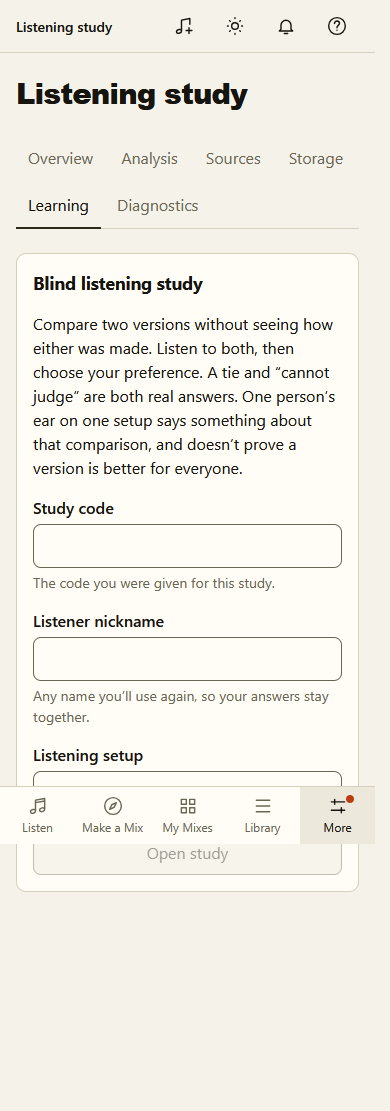 Listening study
Listening study
Overview
Analysis
Sources
Storage
Learning
Diagnostics
Blind listening study
Compare two versions without seeing how
either was made. Listen to both, then
choose your preference. A tie and “cannot
judge” are both real answers. One person’s
ear on one setup says something about
that comparison, and doesn’t prove a
version is better for everyone.
Study code
The code you were given for this study.
Listener nickname
Any name you’ll use again, so your answers stay
together.
Listening setup
Listen
Make a Mix
My Mixes
Library
More
Open study